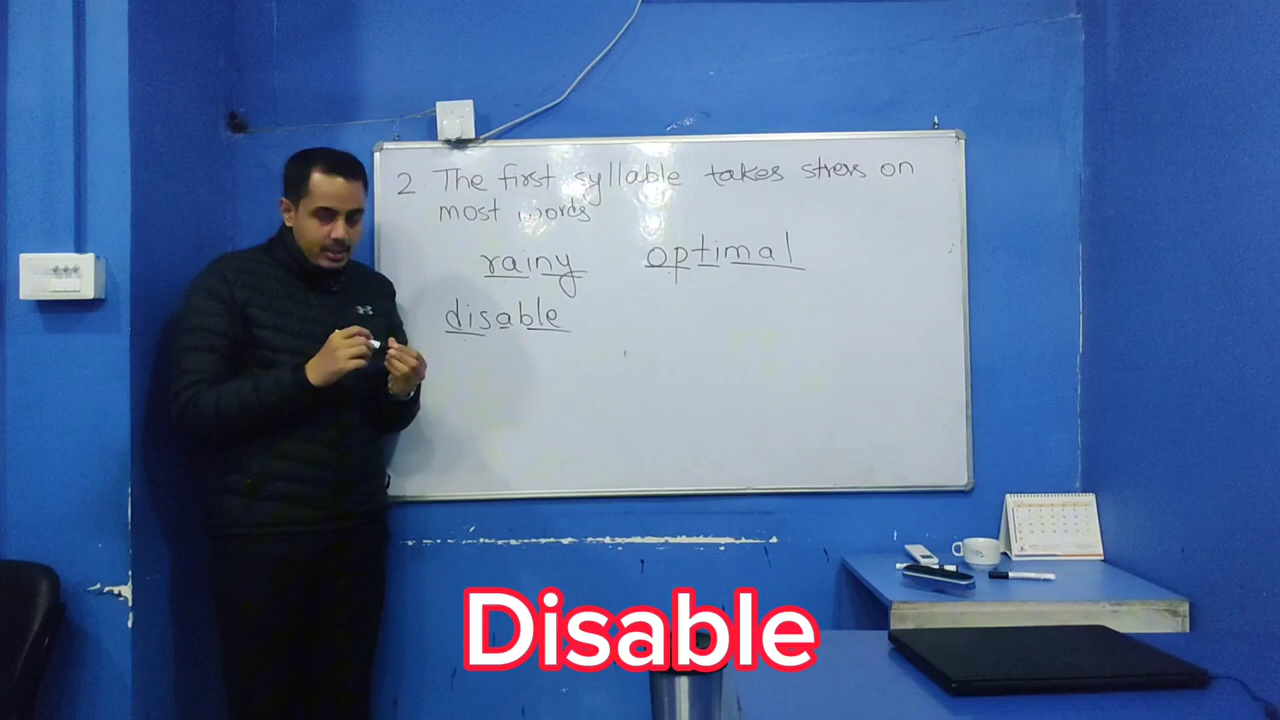 2 The first syllable takes stress on
most words
rainy optimal
disable
Disable